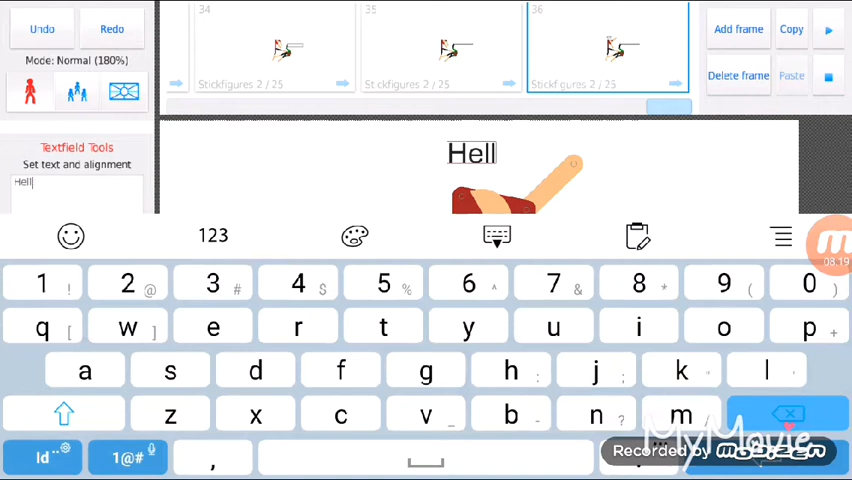 34
35
36
Undo
Redo
Add frame
Copy
Mode: Normal (180%)
Delete frame
Paste
Stickfigures 2 / 25
Stickfigures 2 / 25
Stickfigures 2 / 25
Textfield Tools
Set text and alignment
Hell
Hell
123
08.19
1 ! 2 @ 3 # 4 $ 5 % 6 ^ 7 & 8 * 9 ( 0 )
q [ w ] e r t y u i o p +
a s d f g h : j ; k " l
z x c v _ b - n ? m
Id 1@# , .
MyMovie
Recorded by mobizen